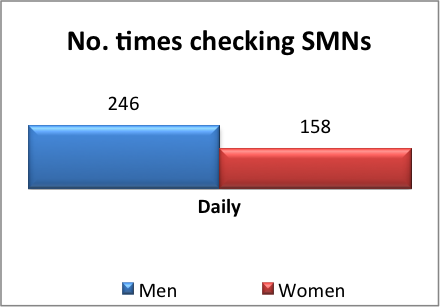 No. times checking SMNs
246
158
Daily
Men
Women